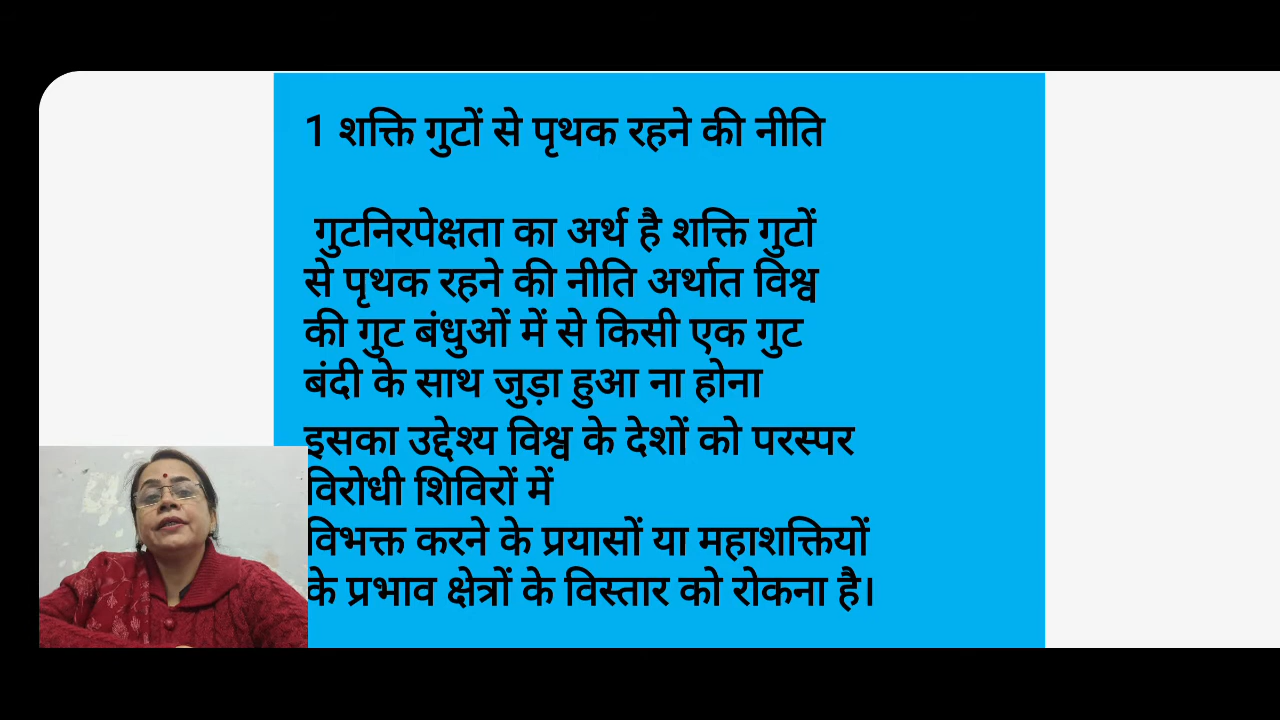 1 शक्ति गुटों से पृथक रहने की नीति
गुटनिरपेक्षता का अर्थ है शक्ति गुटों
से पृथक रहने की नीति अर्थात विश्व
की गुट बंधुओं में से किसी एक गुट
बंदी के साथ जुड़ा हुआ ना होना
इसका उद्देश्य विश्व के देशों को परस्पर
विरोधी शिविरों में
विभक्त करने के प्रयासों या महाशक्तियों
के प्रभाव क्षेत्रों के विस्तार को रोकना है।